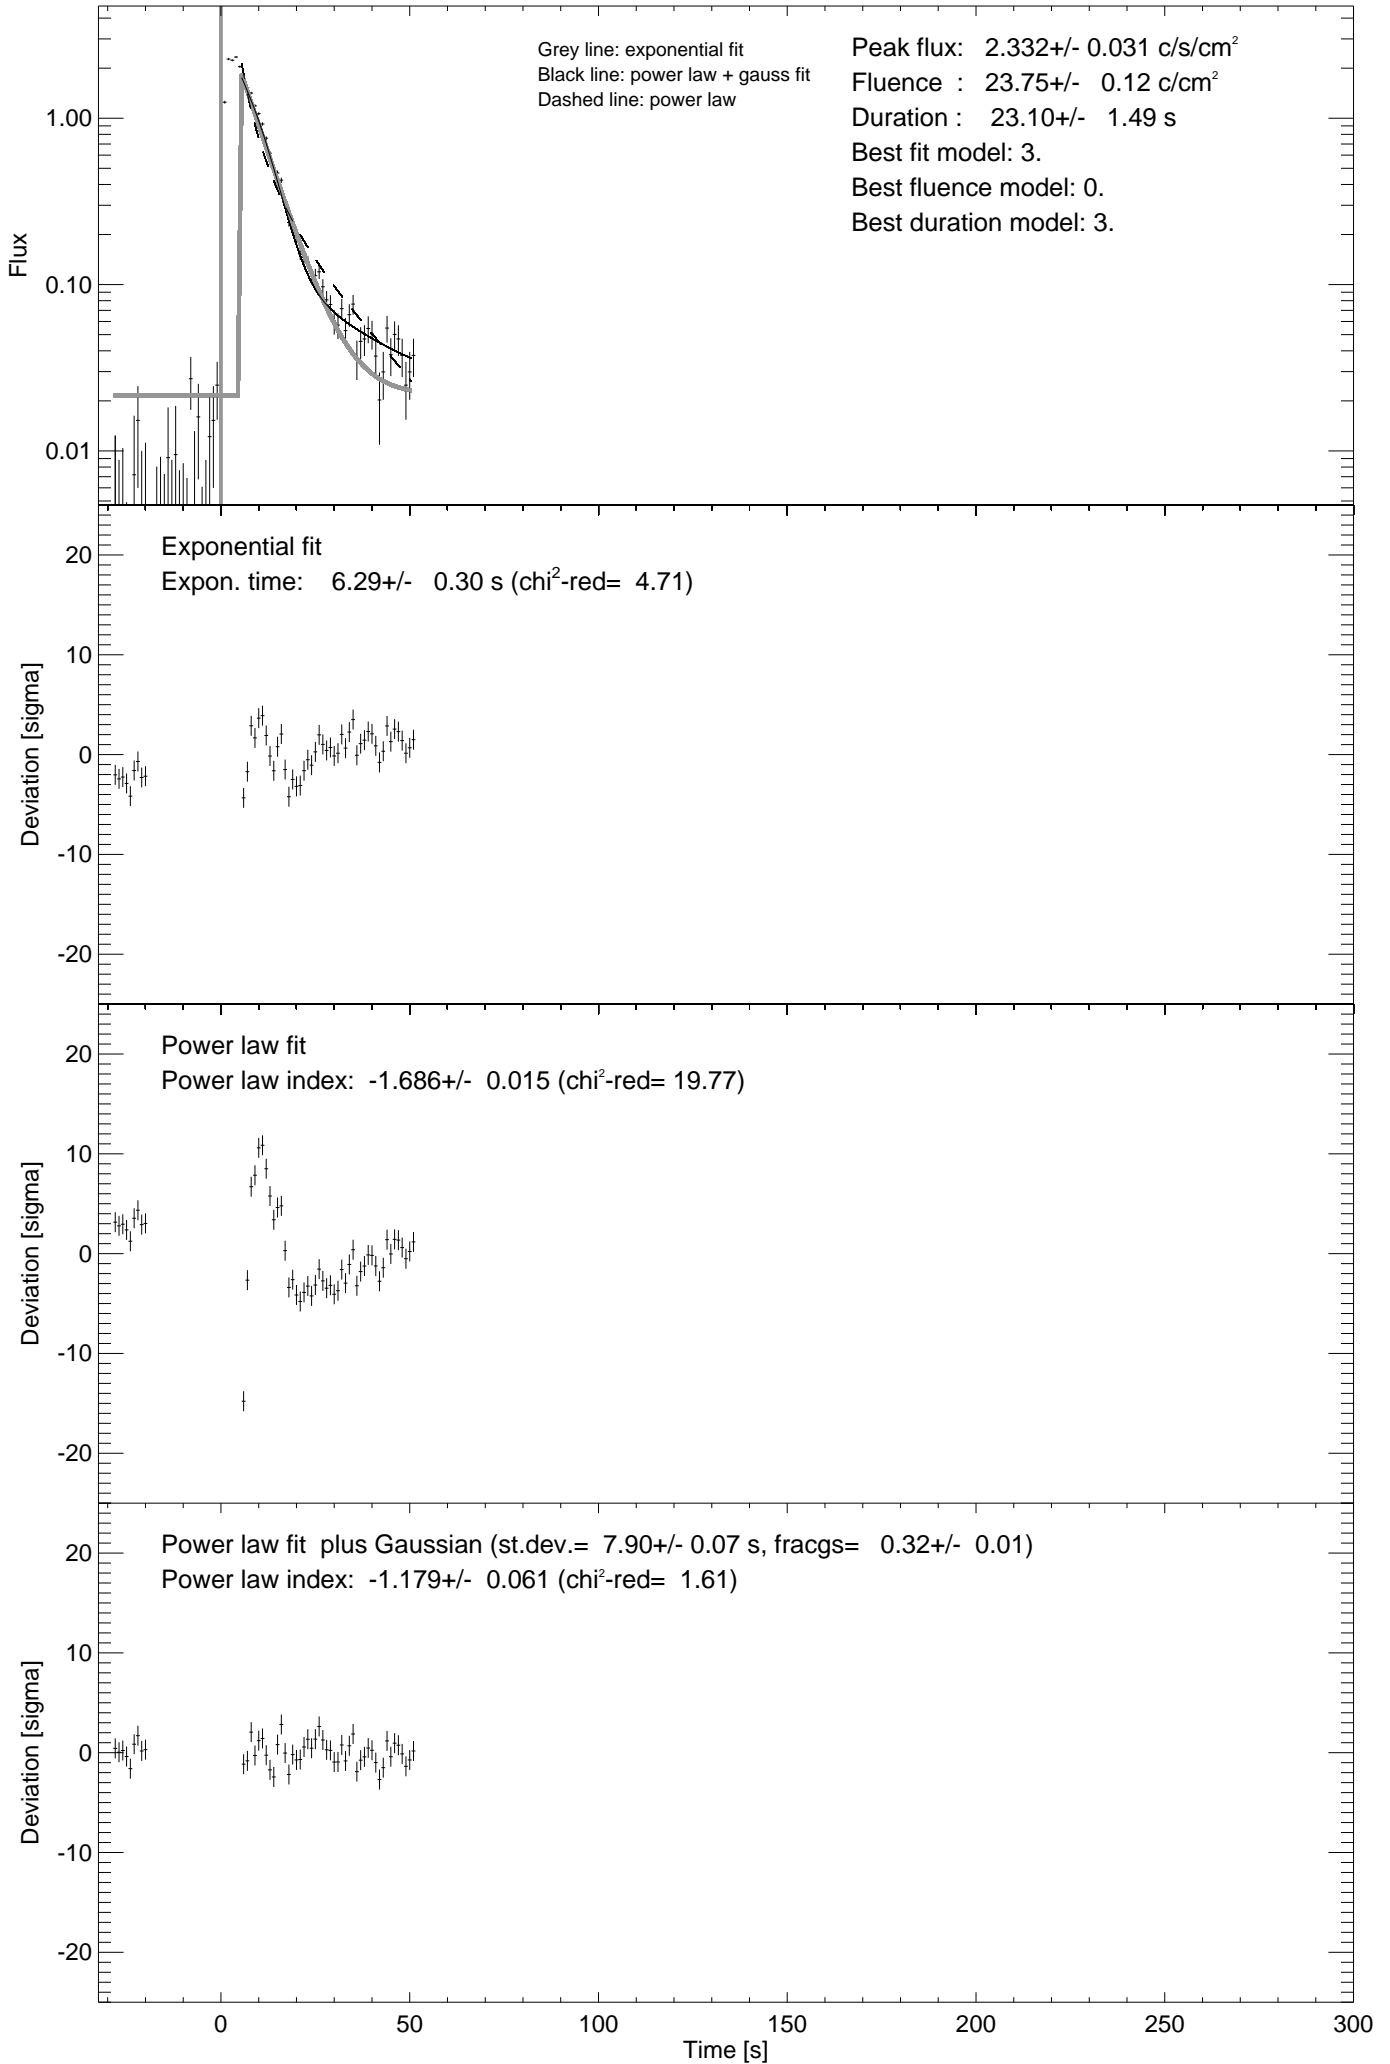 Grey line: exponential fit
Black line: power law + gauss fit
Dashed line: power law
Peak flux: 2.332+/- 0.031 c/s/cm²
Fluence : 23.75+/- 0.12 c/cm²
Duration : 23.10+/- 1.49 s
Best fit model: 3.
Best fluence model: 0.
Best duration model: 3.
Flux
1.00
0.10
0.01
Exponential fit
Expon. time: 6.29+/- 0.30 s (chi²-red= 4.71)
Deviation [sigma]
20
10
0
-10
-20
Power law fit
Power law index: -1.686+/- 0.015 (chi²-red= 19.77)
Deviation [sigma]
20
10
0
-10
-20
Power law fit plus Gaussian (st.dev.= 7.90+/- 0.07 s, fracgs= 0.32+/- 0.01)
Power law index: -1.179+/- 0.061 (chi²-red= 1.61)
Deviation [sigma]
20
10
0
-10
-20
0 50 100 150 200 250 300
Time [s]